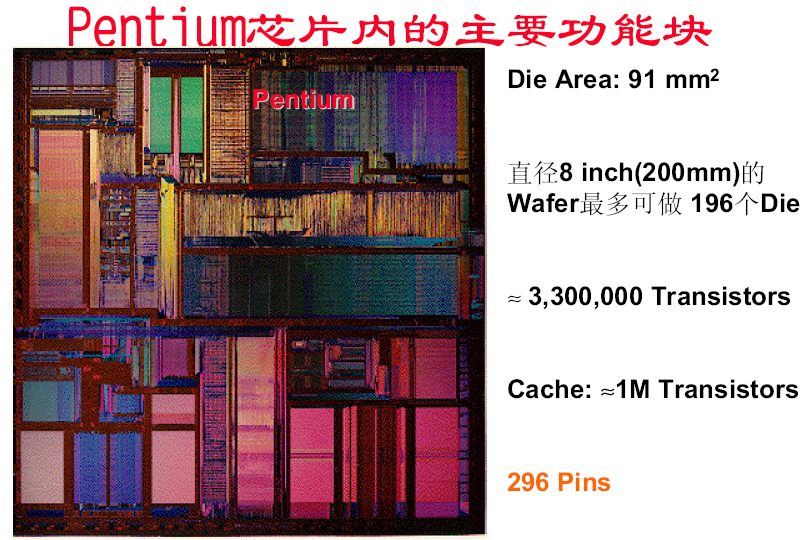 Pentium芯片内的主要功能块
Pentium
Die Area: 91 mm²
直径8 inch(200mm)的
Wafer最多可做 196个Die
≈ 3,300,000 Transistors
Cache: ≈1M Transistors
296 Pins